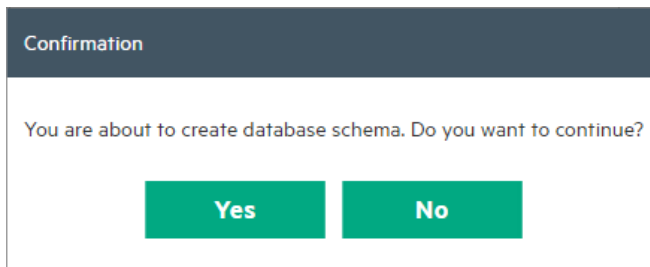 Confirmation
You are about to create database schema. Do you want to continue?
Yes No